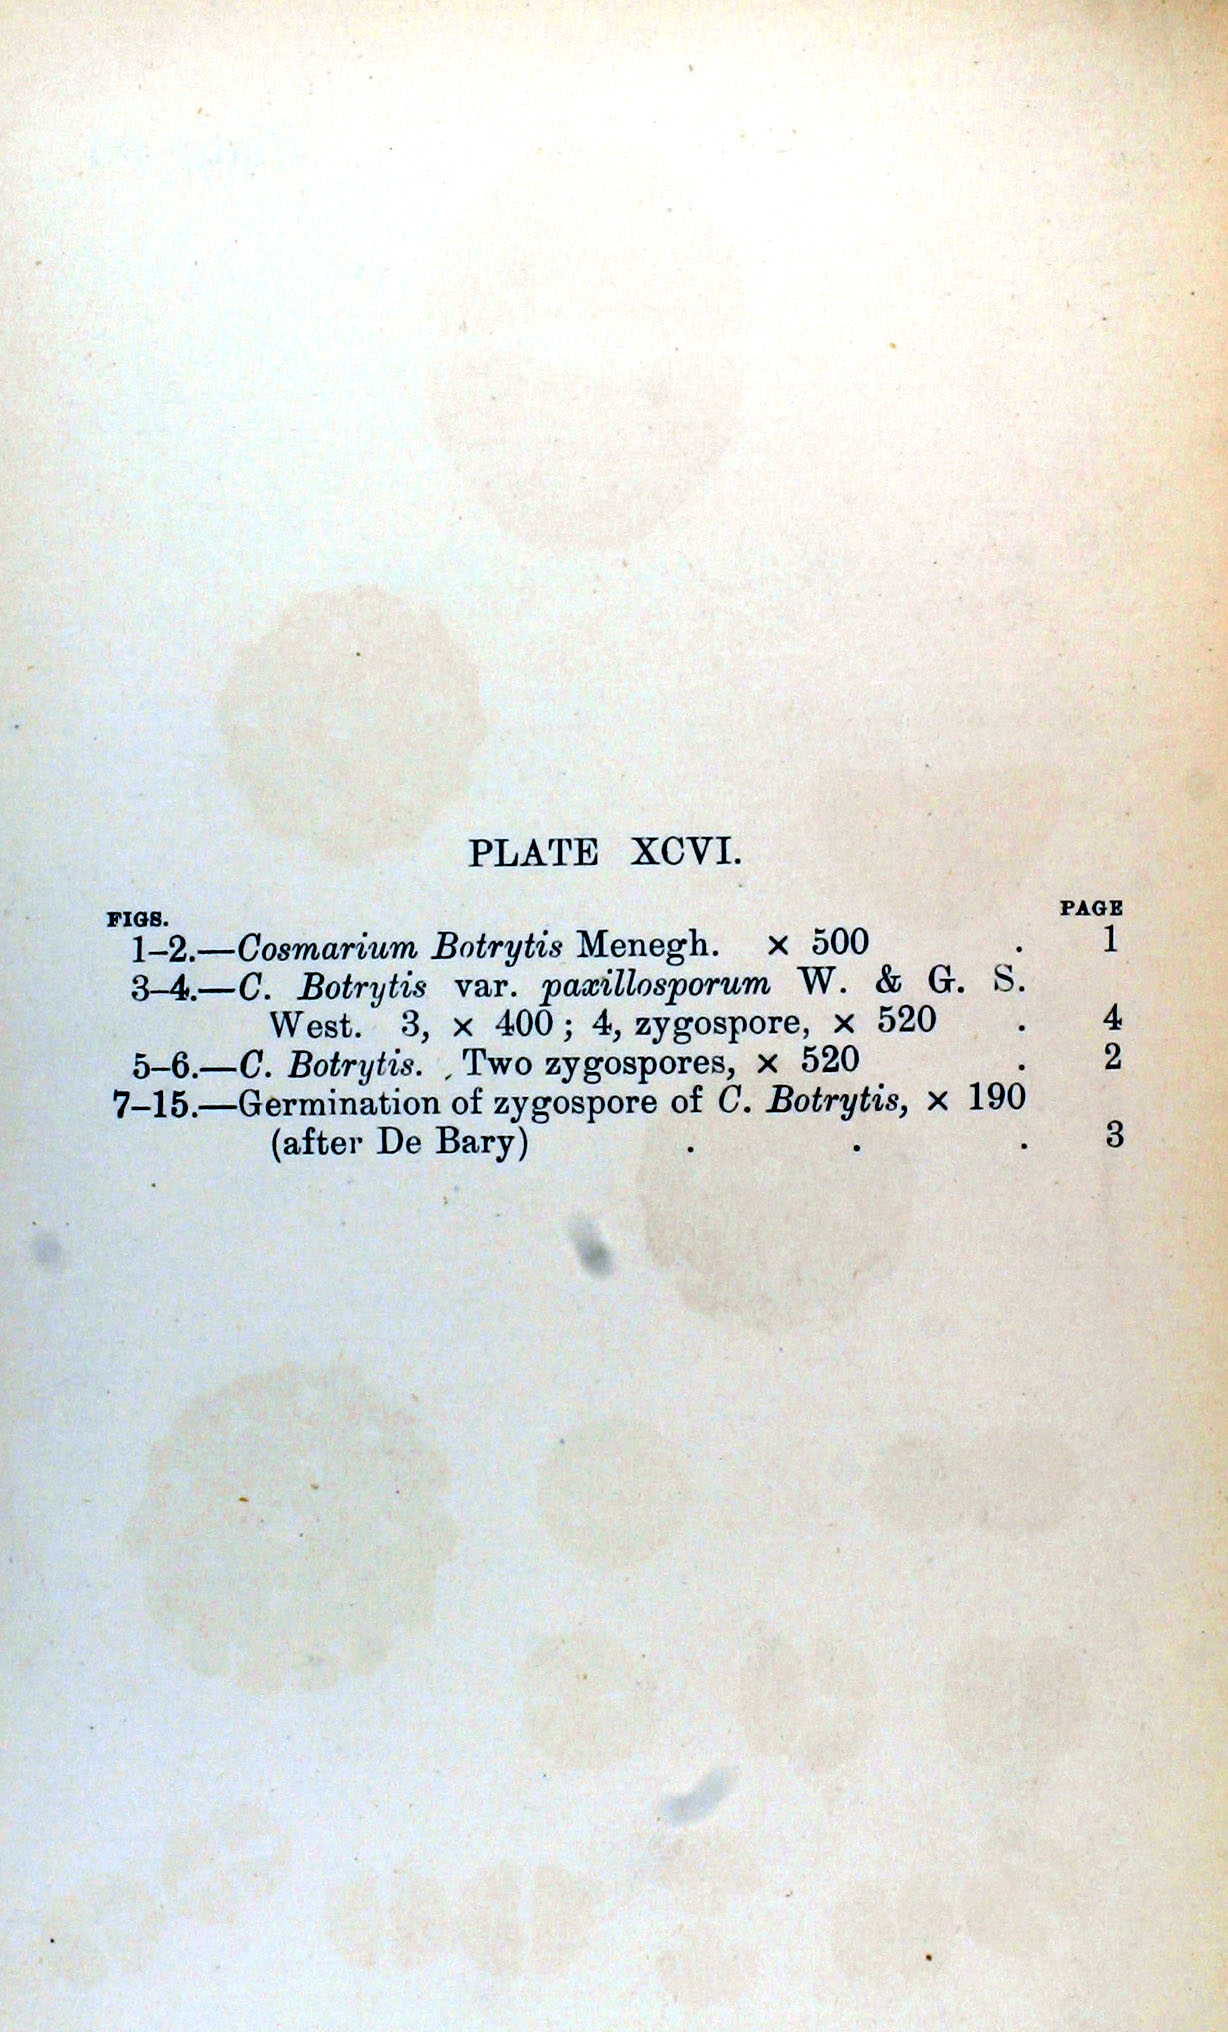 PLATE XCVI.
FIGS. PAGE
1–2.—Cosmarium Botrytis Menegh. × 500 . 1
3–4.—C. Botrytis var. paxillosporum W. & G. S.
West. 3, × 400 ; 4, zygospore, × 520 . 4
5–6.—C. Botrytis. Two zygospores, × 520 . 2
7–15.—Germination of zygospore of C. Botrytis, × 190
(after De Bary) . . . 3